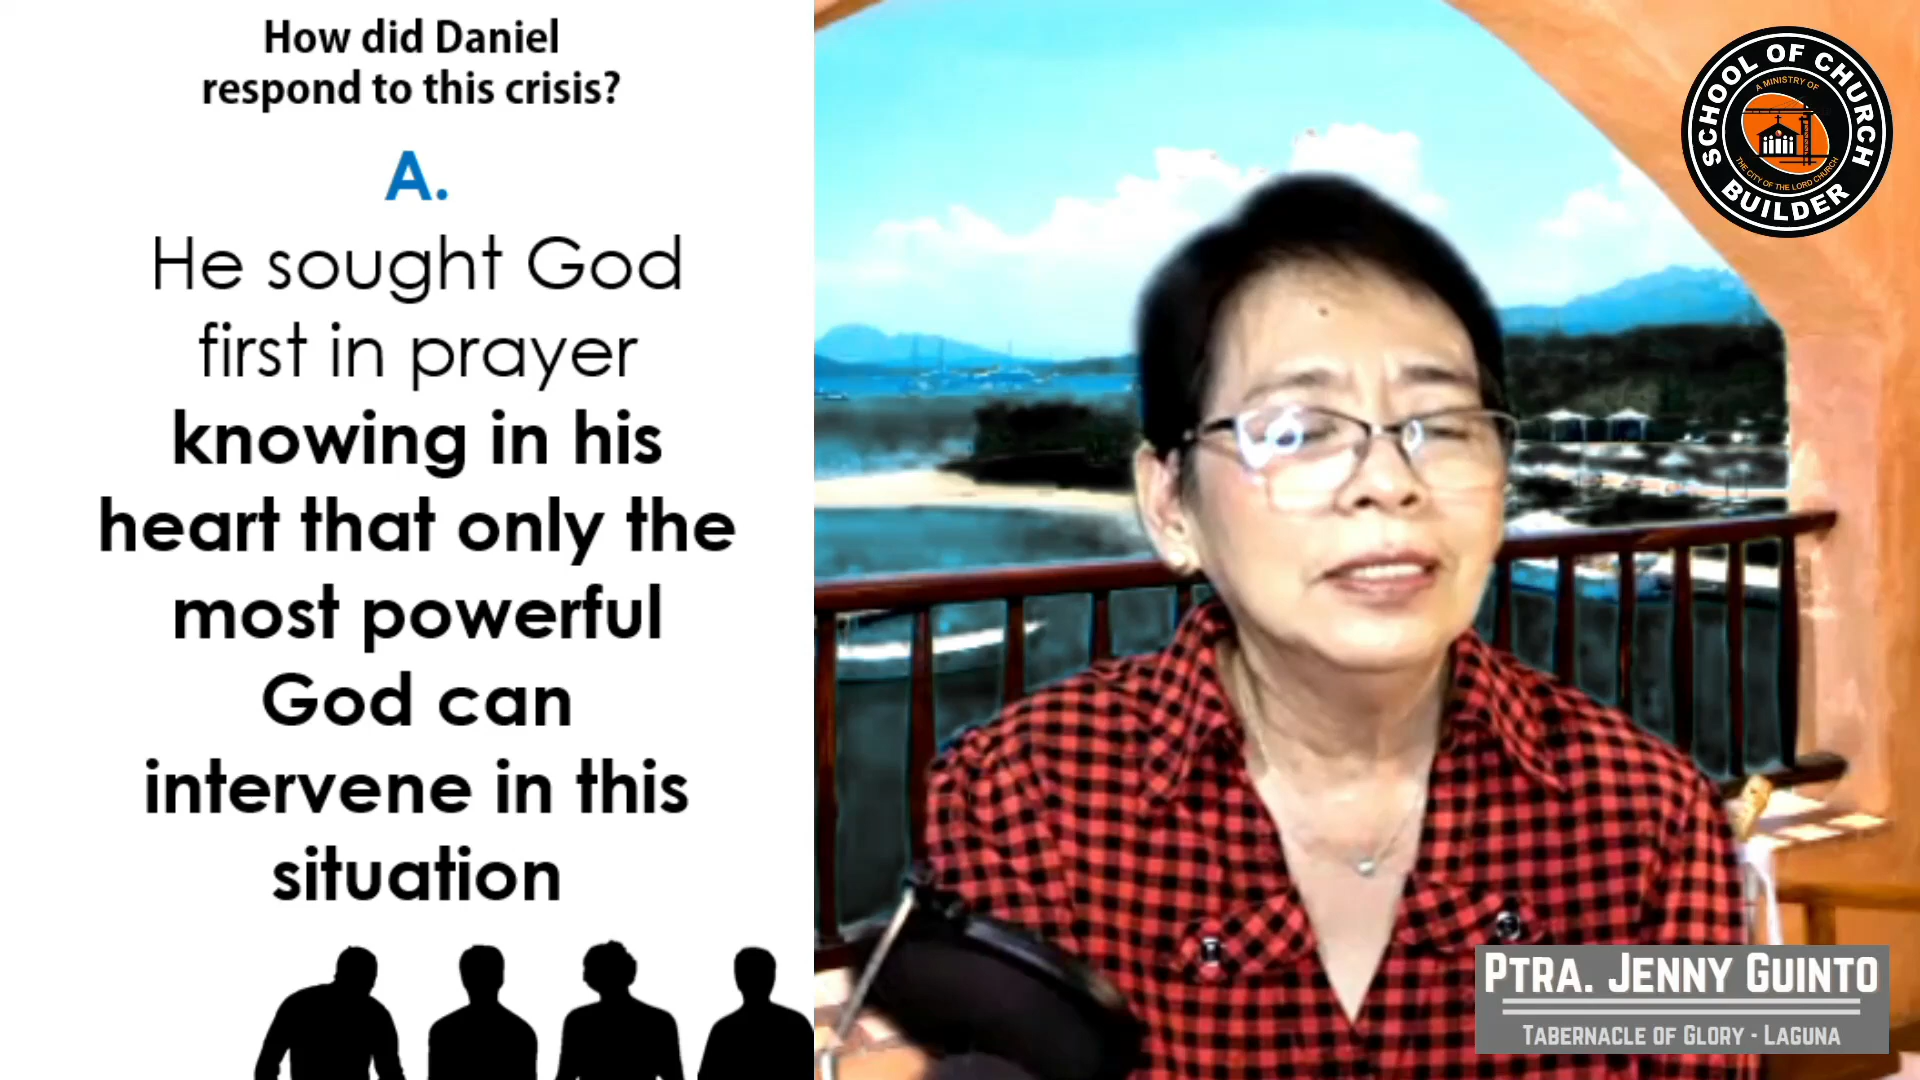 How did Daniel
respond to this crisis?
A.
He sought God
first in prayer
knowing in his
heart that only the
most powerful
God can
intervene in this
situation
SCHOOL OF CHURCH
BUILDER
A MINISTRY OF
THE CITY OF THE LORD CHURCH
PTRA. JENNY GUINTO
TABERNACLE OF GLORY - LAGUNA